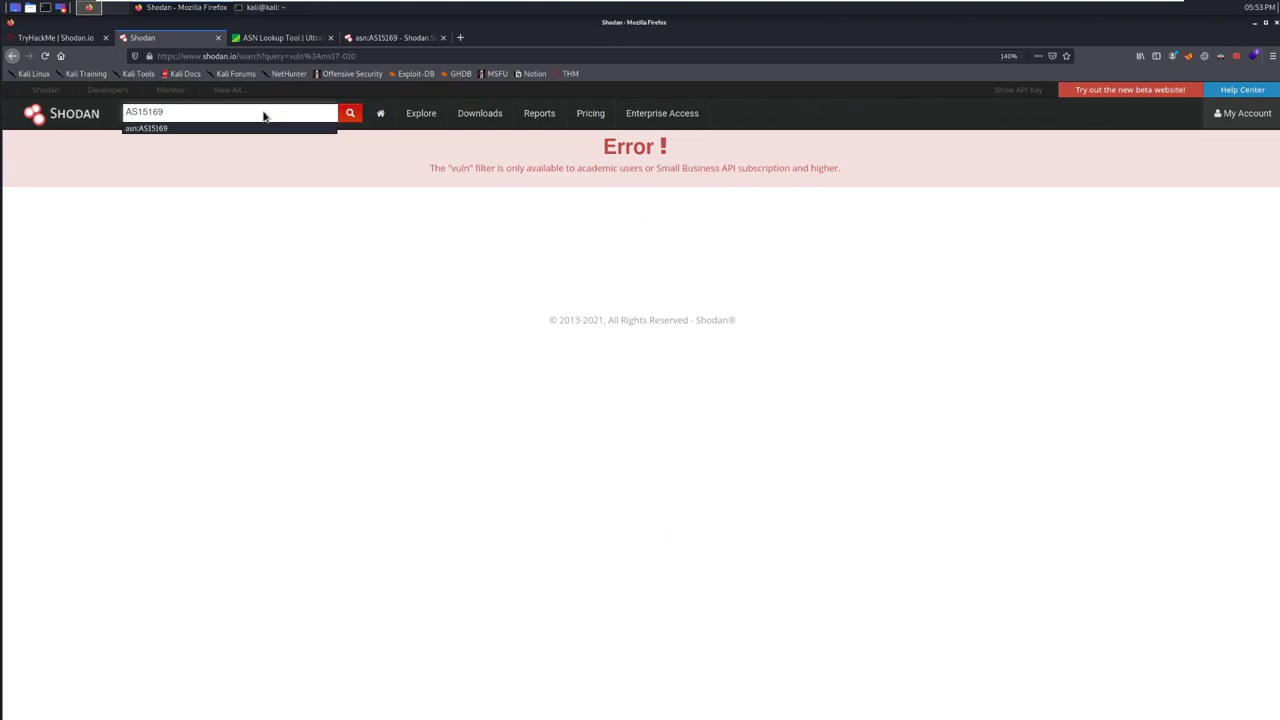 Shodan - Mozilla Firefox
kali@kali: ~
05:53 PM
Shodan - Mozilla Firefox
TryHackMe | Shodan.io
Shodan
ASN Lookup Tool | Ultra
asn:AS15169 - Shodan S
https://www.shodan.io/search?query=vuln%3Ams17-010
140%
Kali Linux
Kali Training
Kali Tools
Kali Docs
Kali Forums
NetHunter
Offensive Security
Exploit-DB
GHDB
MSFU
Notion
THM
Shodan
Developers
Monitor
View All...
Show API Key
Try out the new beta website!
Help Center
SHODAN
AS15169
Explore
Downloads
Reports
Pricing
Enterprise Access
My Account
asn:AS15169
Error !
The "vuln" filter is only available to academic users or Small Business API subscription and higher.
© 2013-2021, All Rights Reserved - Shodan®